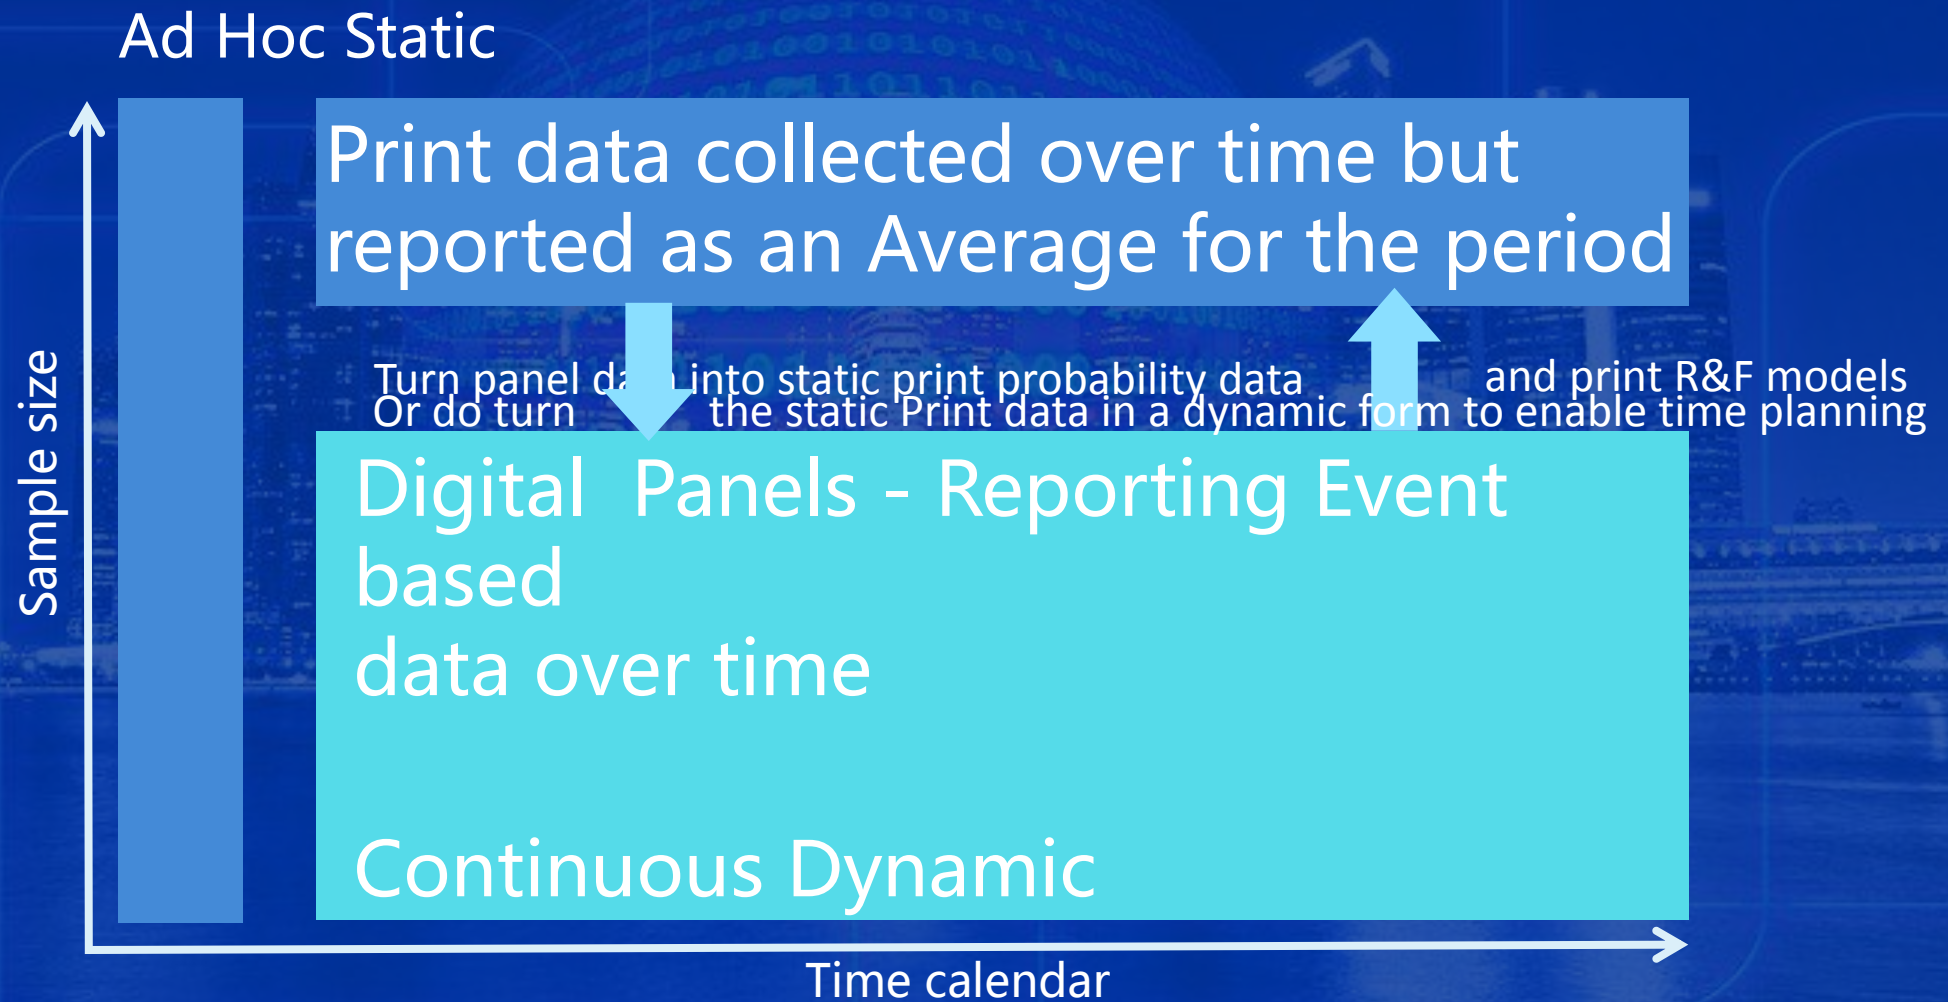 Ad Hoc Static
Print data collected over time but
reported as an Average for the period
Turn panel data into static print probability data and print R&F models
Or do turn the static Print data in a dynamic form to enable time planning
Digital Panels - Reporting Event
based
data over time
Continuous Dynamic
Sample size
Time calendar